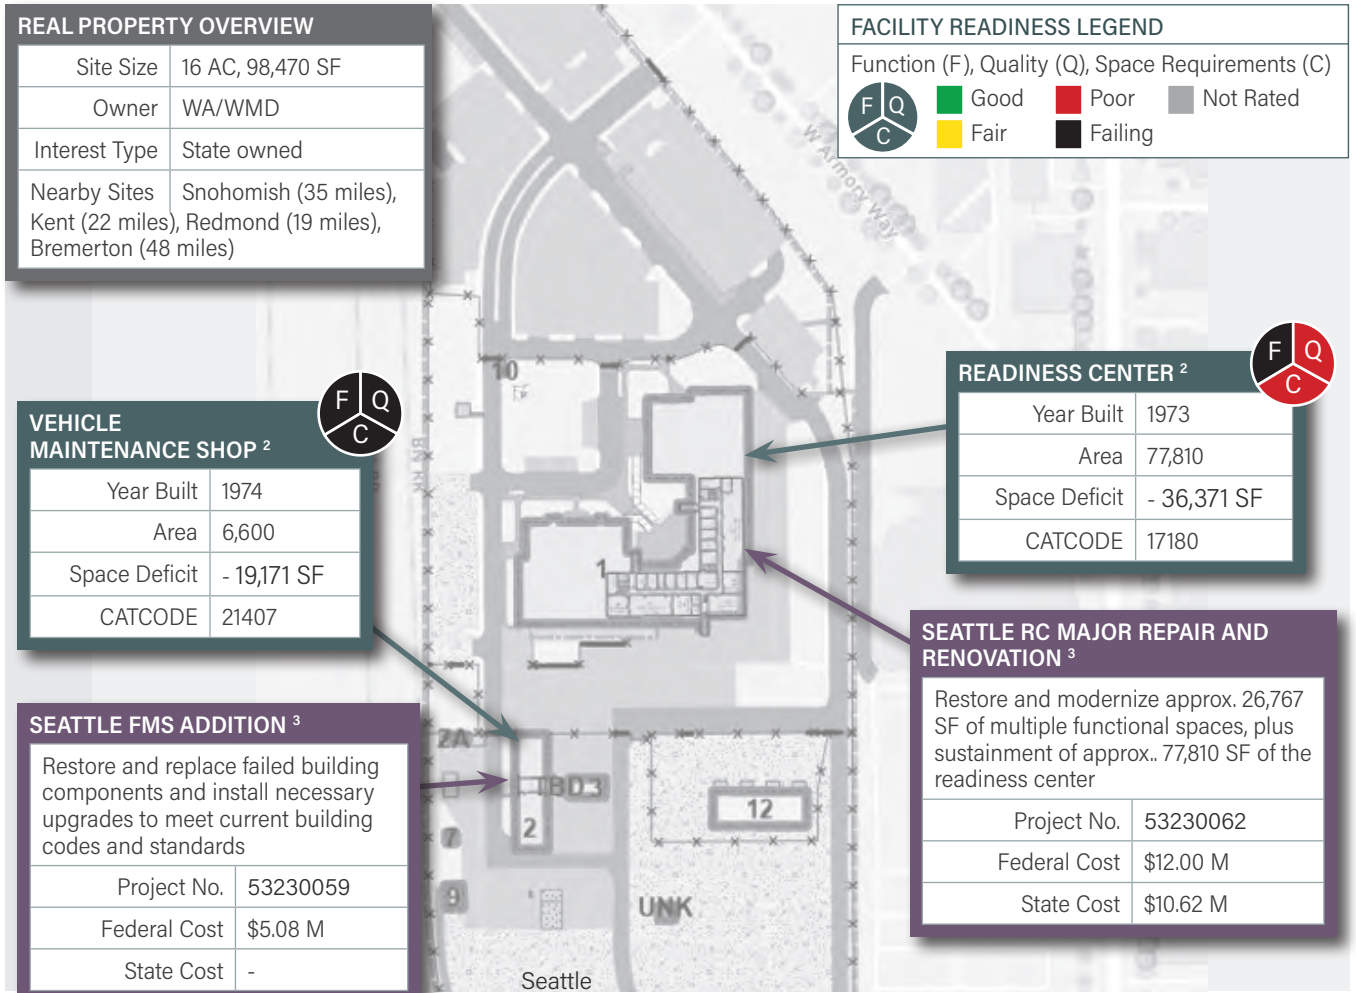 REAL PROPERTY OVERVIEW
Site Size 16 AC, 98,470 SF
Owner WA/WMD
Interest Type State owned
Nearby Sites Snohomish (35 miles),
Kent (22 miles), Redmond (19 miles),
Bremerton (48 miles)
FACILITY READINESS LEGEND
Function (F), Quality (Q), Space Requirements (C)
F Q C
Good Poor Not Rated
Fair Failing
W Armory Way
10
VEHICLE
MAINTENANCE SHOP 2
F Q C
Year Built 1974
Area 6,600
Space Deficit - 19,171 SF
CATCODE 21407
READINESS CENTER 2
F Q C
Year Built 1973
Area 77,810
Space Deficit - 36,371 SF
CATCODE 17180
1
SEATTLE RC MAJOR REPAIR AND
RENOVATION 3
Restore and modernize approx. 26,767
SF of multiple functional spaces, plus
sustainment of approx.. 77,810 SF of the
readiness center
Project No. 53230062
Federal Cost $12.00 M
State Cost $10.62 M
SEATTLE FMS ADDITION 3
Restore and replace failed building
components and install necessary
upgrades to meet current building
codes and standards
Project No. 53230059
Federal Cost $5.08 M
State Cost -
2A
BD3
2
12
7
9
UNK
Seattle